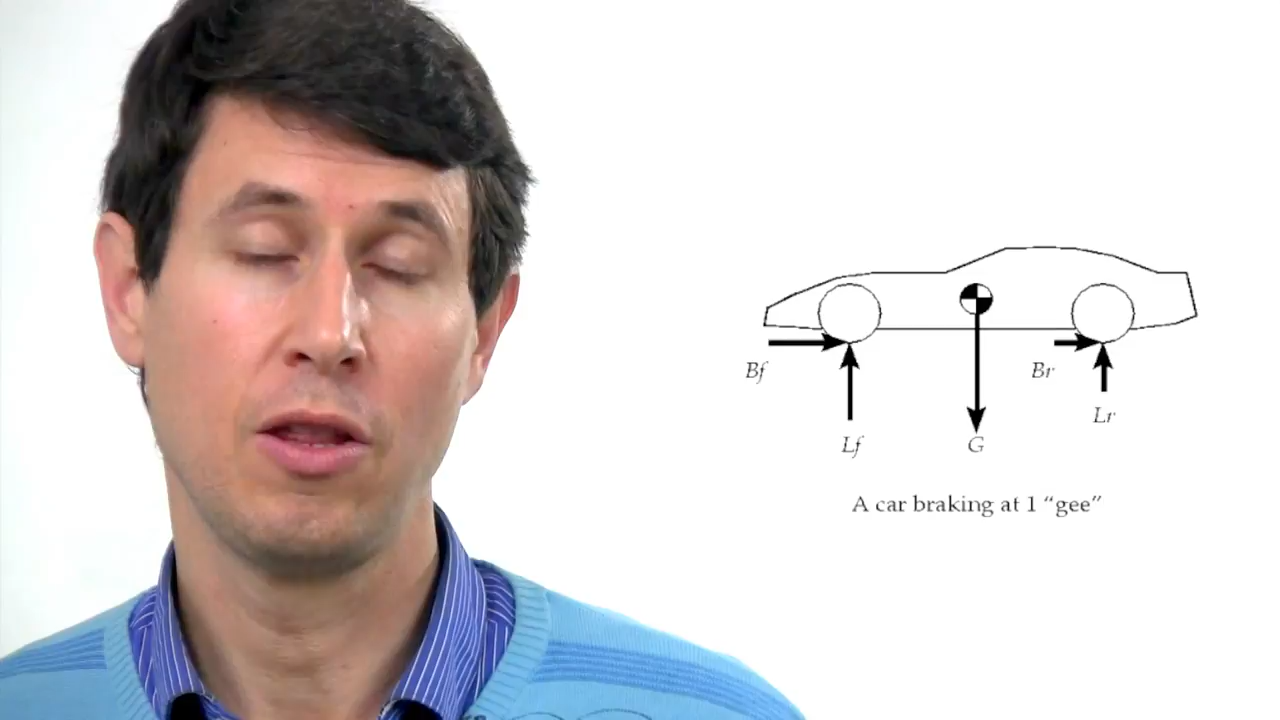 Bf
Br
Lr
Lf
G
A car braking at 1 “gee”